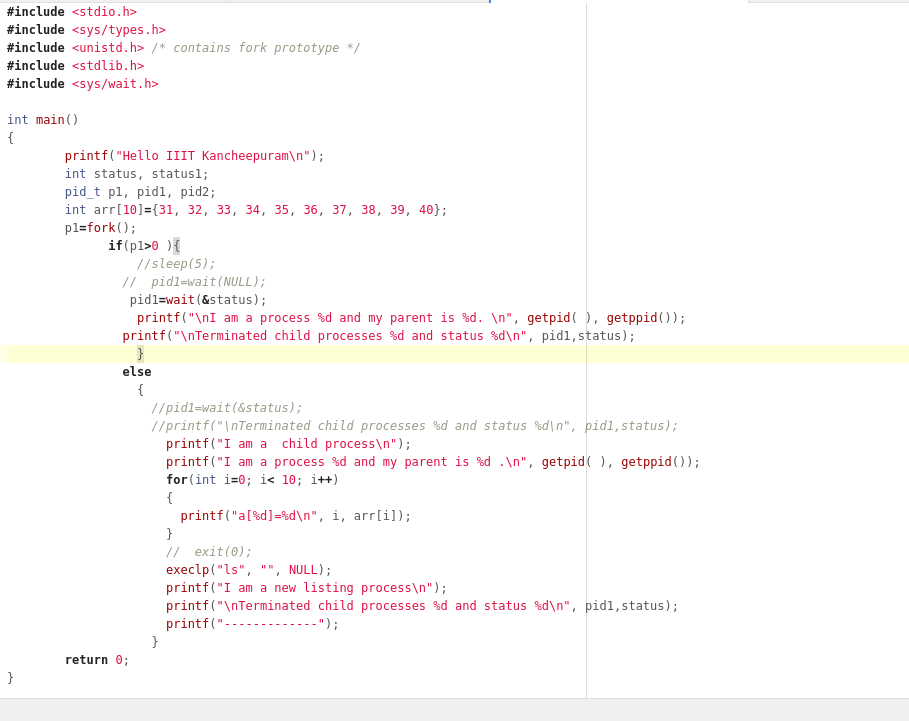 #include <stdio.h>
#include <sys/types.h>
#include <unistd.h> /* contains fork prototype */
#include <stdlib.h>
#include <sys/wait.h>

int main()
{
        printf("Hello IIIT Kancheepuram\n");
        int status, status1;
        pid_t p1, pid1, pid2;
        int arr[10]={31, 32, 33, 34, 35, 36, 37, 38, 39, 40};
        p1=fork();
              if(p1>0 ){
                  //sleep(5);
                //  pid1=wait(NULL);
                 pid1=wait(&status);
                  printf("\nI am a process %d and my parent is %d. \n", getpid( ), getppid());
                printf("\nTerminated child processes %d and status %d\n", pid1,status);
                  }
                else
                  {
                    //pid1=wait(&status);
                    //printf("\nTerminated child processes %d and status %d\n", pid1,status);
                      printf("I am a  child process\n");
                      printf("I am a process %d and my parent is %d .\n", getpid( ), getppid());
                      for(int i=0; i< 10; i++)
                      {
                        printf("a[%d]=%d\n", i, arr[i]);
                      }
                      //  exit(0);
                      execlp("ls", "", NULL);
                      printf("I am a new listing process\n");
                      printf("\nTerminated child processes %d and status %d\n", pid1,status);
                      printf("-------------");
                    }
        return 0;
}